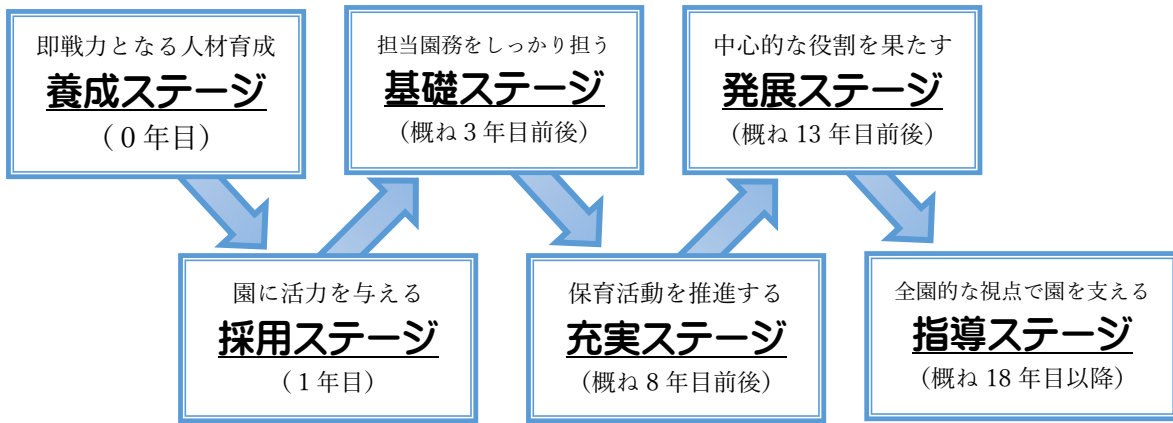 即戦力となる人材育成
養成ステージ
（０年目）
園に活力を与える
採用ステージ
（１年目）
担当園務をしっかり担う
基礎ステージ
（概ね３年目前後）
保育活動を推進する
充実ステージ
（概ね８年目前後）
中心的な役割を果たす
発展ステージ
（概ね 13 年目前後）
全園的な視点で園を支える
指導ステージ
（概ね 18 年目以降）